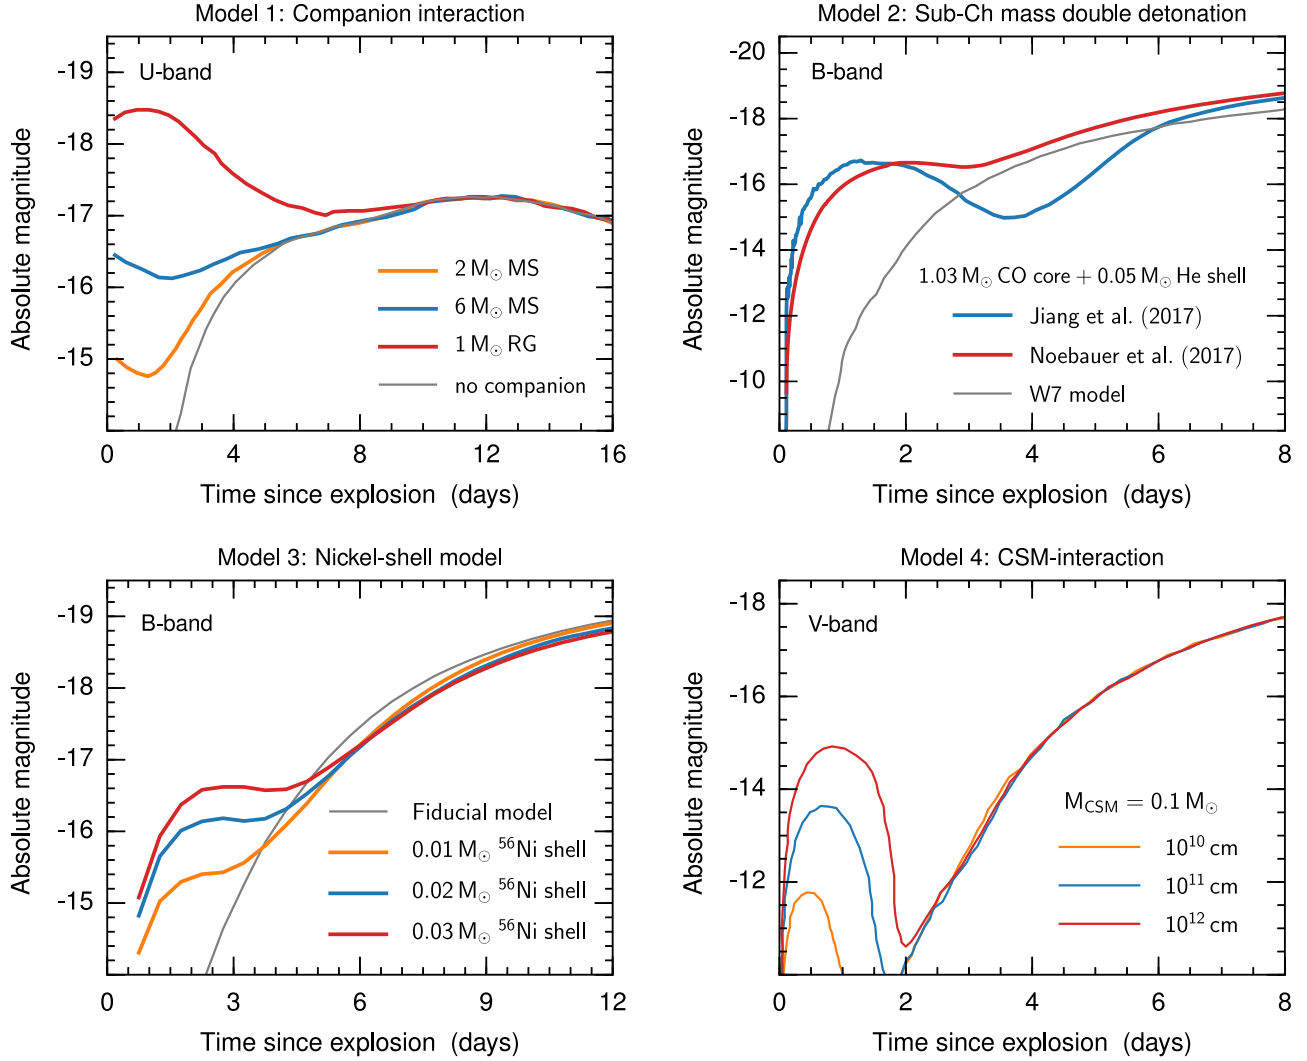 Model 1: Companion interaction
U-band
-19
-18
-17
-16
-15
Absolute magnitude
2 M⊙ MS
6 M⊙ MS
1 M⊙ RG
no companion
0 4 8 12 16
Time since explosion (days)
Model 2: Sub-Ch mass double detonation
B-band
-20
-18
-16
-14
-12
-10
Absolute magnitude
1.03 M⊙ CO core + 0.05 M⊙ He shell
Jiang et al. (2017)
Noebauer et al. (2017)
W7 model
0 2 4 6 8
Time since explosion (days)
Model 3: Nickel-shell model
B-band
-19
-18
-17
-16
-15
Absolute magnitude
Fiducial model
0.01 M⊙ ⁵⁶Ni shell
0.02 M⊙ ⁵⁶Ni shell
0.03 M⊙ ⁵⁶Ni shell
0 3 6 9 12
Time since explosion (days)
Model 4: CSM-interaction
V-band
-18
-16
-14
-12
Absolute magnitude
M_CSM = 0.1 M⊙
10¹⁰ cm
10¹¹ cm
10¹² cm
0 2 4 6 8
Time since explosion (days)